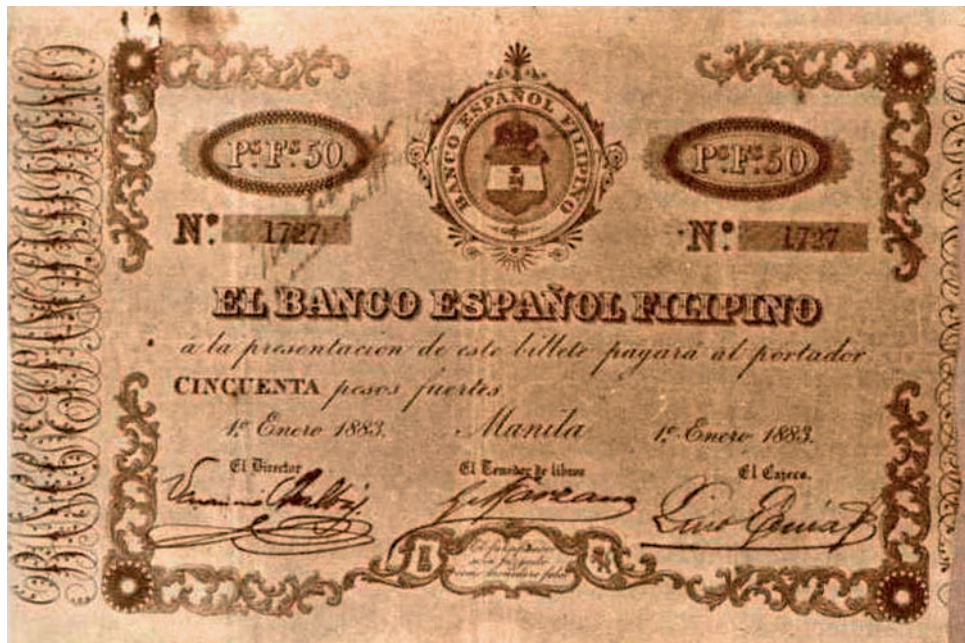 BANCO ESPAÑOL FILIPINO
Ps. Fs. 50
Ps. Fs. 50
No. 1727
No. 1727
EL BANCO ESPAÑOL FILIPINO
a la presentacion de este billete pagará al portador
CINCUENTA pesos fuertes
1º. Enero 1883. Manila 1º. Enero 1883.
El Director El Tenedor de libros El Cajero.